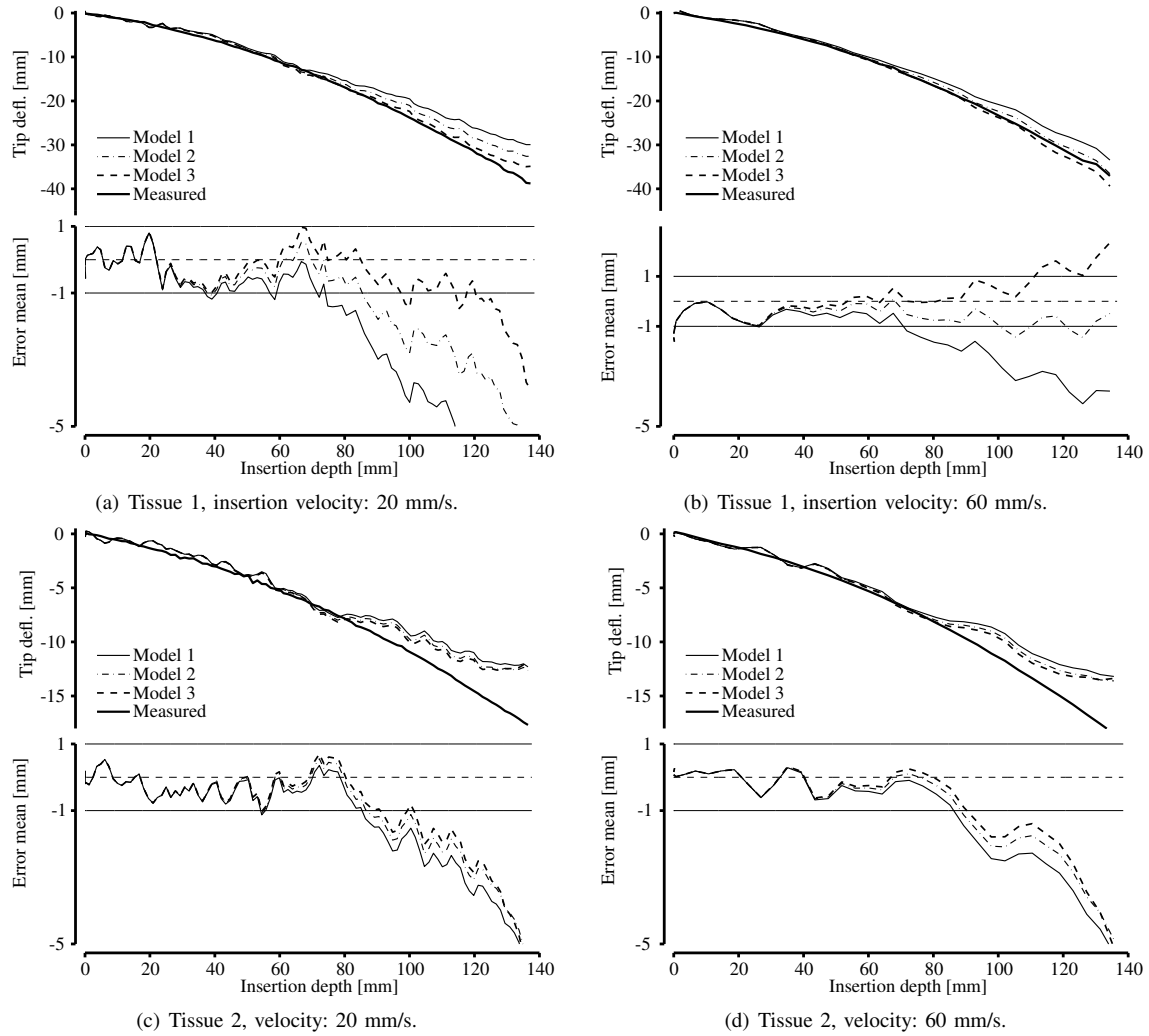 0
-10
-20
-30
-40
Tip defl. [mm]
Model 1
Model 2
Model 3
Measured
1
-1
-5
Error mean [mm]
0 20 40 60 80 100 120 140
Insertion depth [mm]
(a) Tissue 1, insertion velocity: 20 mm/s.
0
-10
-20
-30
-40
Tip defl. [mm]
Model 1
Model 2
Model 3
Measured
1
-1
-5
Error mean [mm]
0 20 40 60 80 100 120 140
Insertion depth [mm]
(b) Tissue 1, insertion velocity: 60 mm/s.
0
-5
-10
-15
Tip defl. [mm]
Model 1
Model 2
Model 3
Measured
1
-1
-5
Error mean [mm]
0 20 40 60 80 100 120 140
Insertion depth [mm]
(c) Tissue 2, velocity: 20 mm/s.
0
-5
-10
-15
Tip defl. [mm]
Model 1
Model 2
Model 3
Measured
1
-1
-5
Error mean [mm]
0 20 40 60 80 100 120 140
Insertion depth [mm]
(d) Tissue 2, velocity: 60 mm/s.